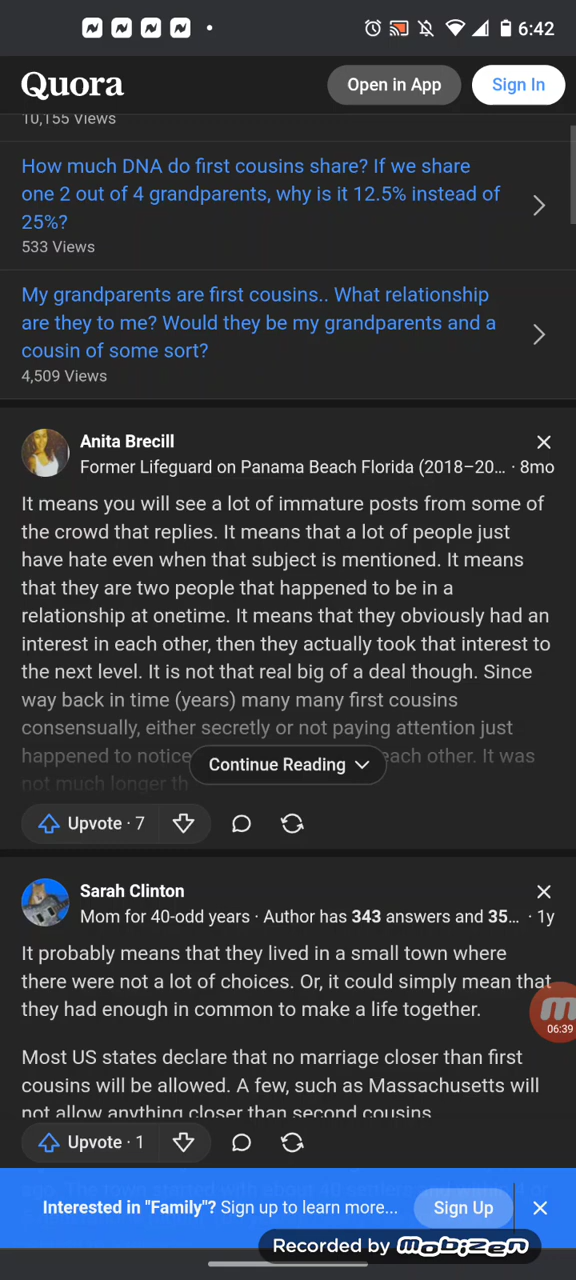 6:42
Quora
Open in App
Sign In
10,155 Views
How much DNA do first cousins share? If we share
one 2 out of 4 grandparents, why is it 12.5% instead of
25%?
533 Views
My grandparents are first cousins.. What relationship
are they to me? Would they be my grandparents and a
cousin of some sort?
4,509 Views
Anita Brecill
Former Lifeguard on Panama Beach Florida (2018–20... · 8mo
It means you will see a lot of immature posts from some of
the crowd that replies. It means that a lot of people just
have hate even when that subject is mentioned. It means
that they are two people that happened to be in a
relationship at onetime. It means that they obviously had an
interest in each other, then they actually took that interest to
the next level. It is not that real big of a deal though. Since
way back in time (years) many many first cousins
consensually, either secretly or not paying attention just
happened to notice each other. It was
not much longer th
Continue Reading
Upvote · 7
Sarah Clinton
Mom for 40-odd years · Author has 343 answers and 35... · 1y
It probably means that they lived in a small town where
there were not a lot of choices. Or, it could simply mean that
they had enough in common to make a life together.
06:39
Most US states declare that no marriage closer than first
cousins will be allowed. A few, such as Massachusetts will
not allow anything closer than second cousins.
Upvote · 1
Interested in "Family"? Sign up to learn more...
Sign Up
Recorded by mobizen